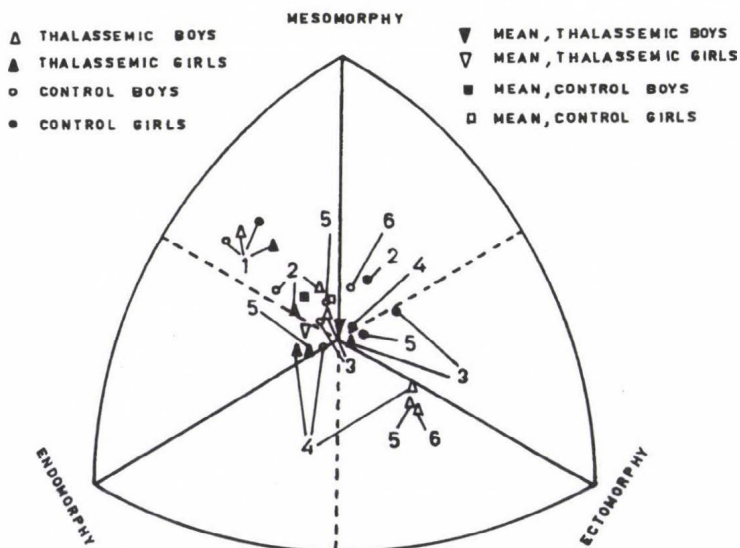 MESOMORPHY
THALASSEMIC BOYS
THALASSEMIC GIRLS
CONTROL BOYS
CONTROL GIRLS
MEAN, THALASSEMIC BOYS
MEAN, THALASSEMIC GIRLS
MEAN, CONTROL BOYS
MEAN, CONTROL GIRLS
5
6
1
2
2
4
5
5
3
3
4
5
6
ENDOMORPHY
ECTOMORPHY